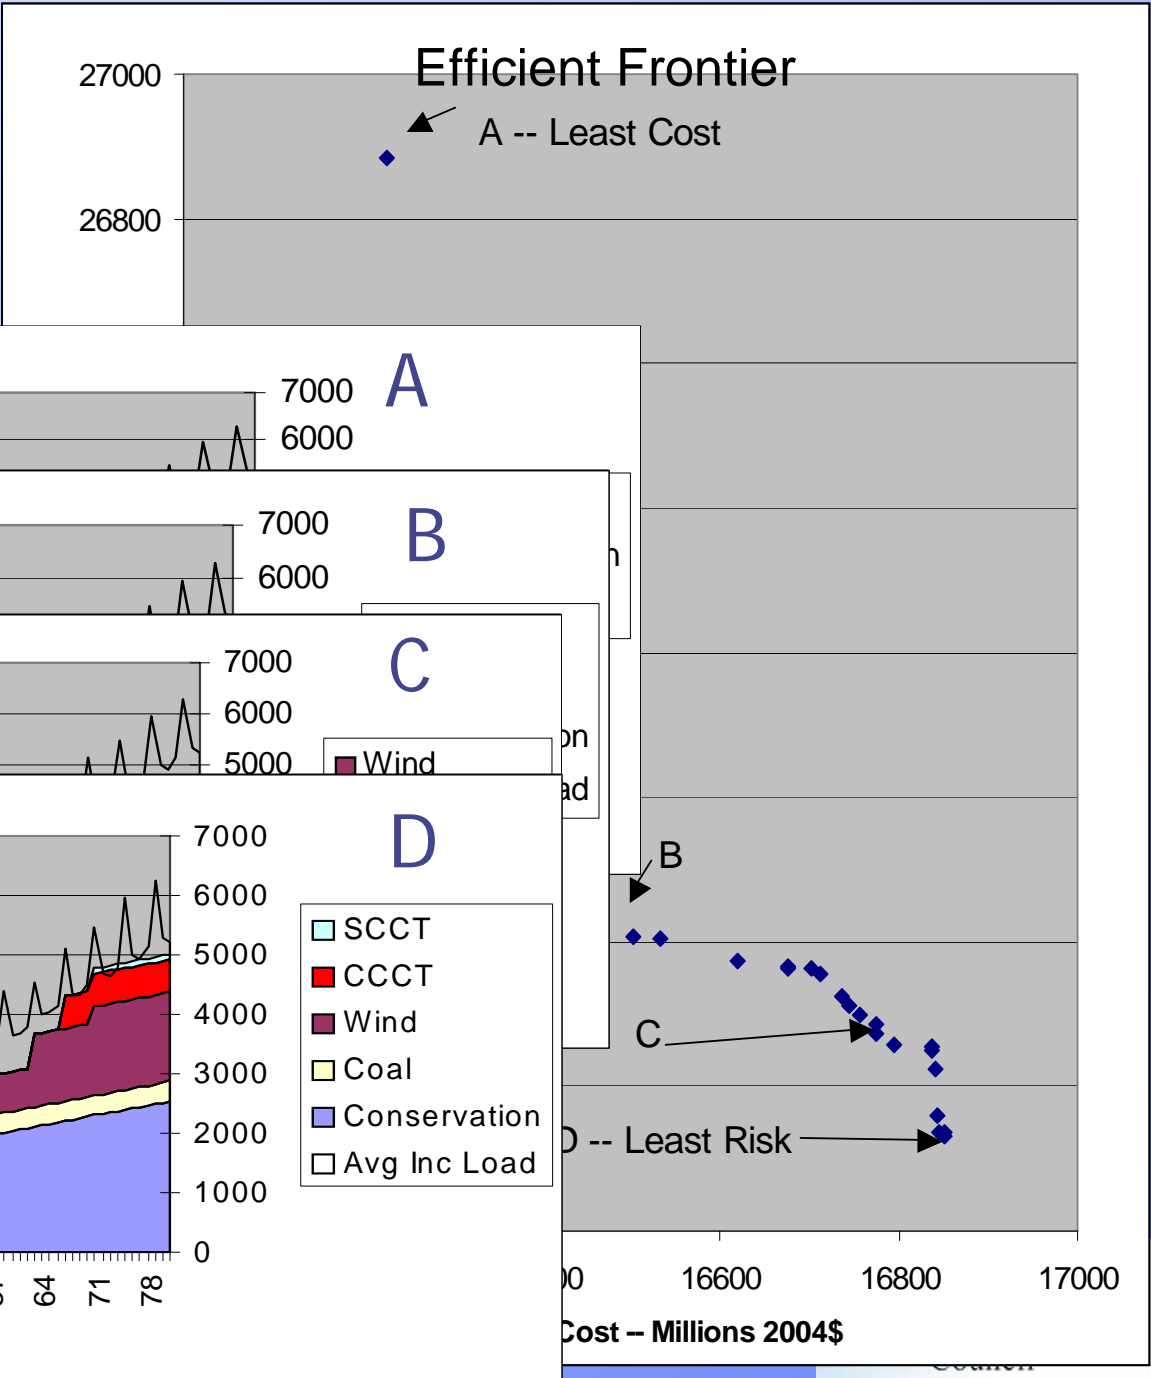 Efficient Frontier
27000
A -- Least Cost
26800
A
7000
6000
B
7000
6000
C
7000
6000
5000
Wind
D
7000
6000
5000
4000
3000
2000
1000
0
64
71
78
SCCT
CCCT
Wind
Coal
Conservation
Avg Inc Load
B
C
D -- Least Risk
16600
16800
17000
Cost -- Millions 2004$